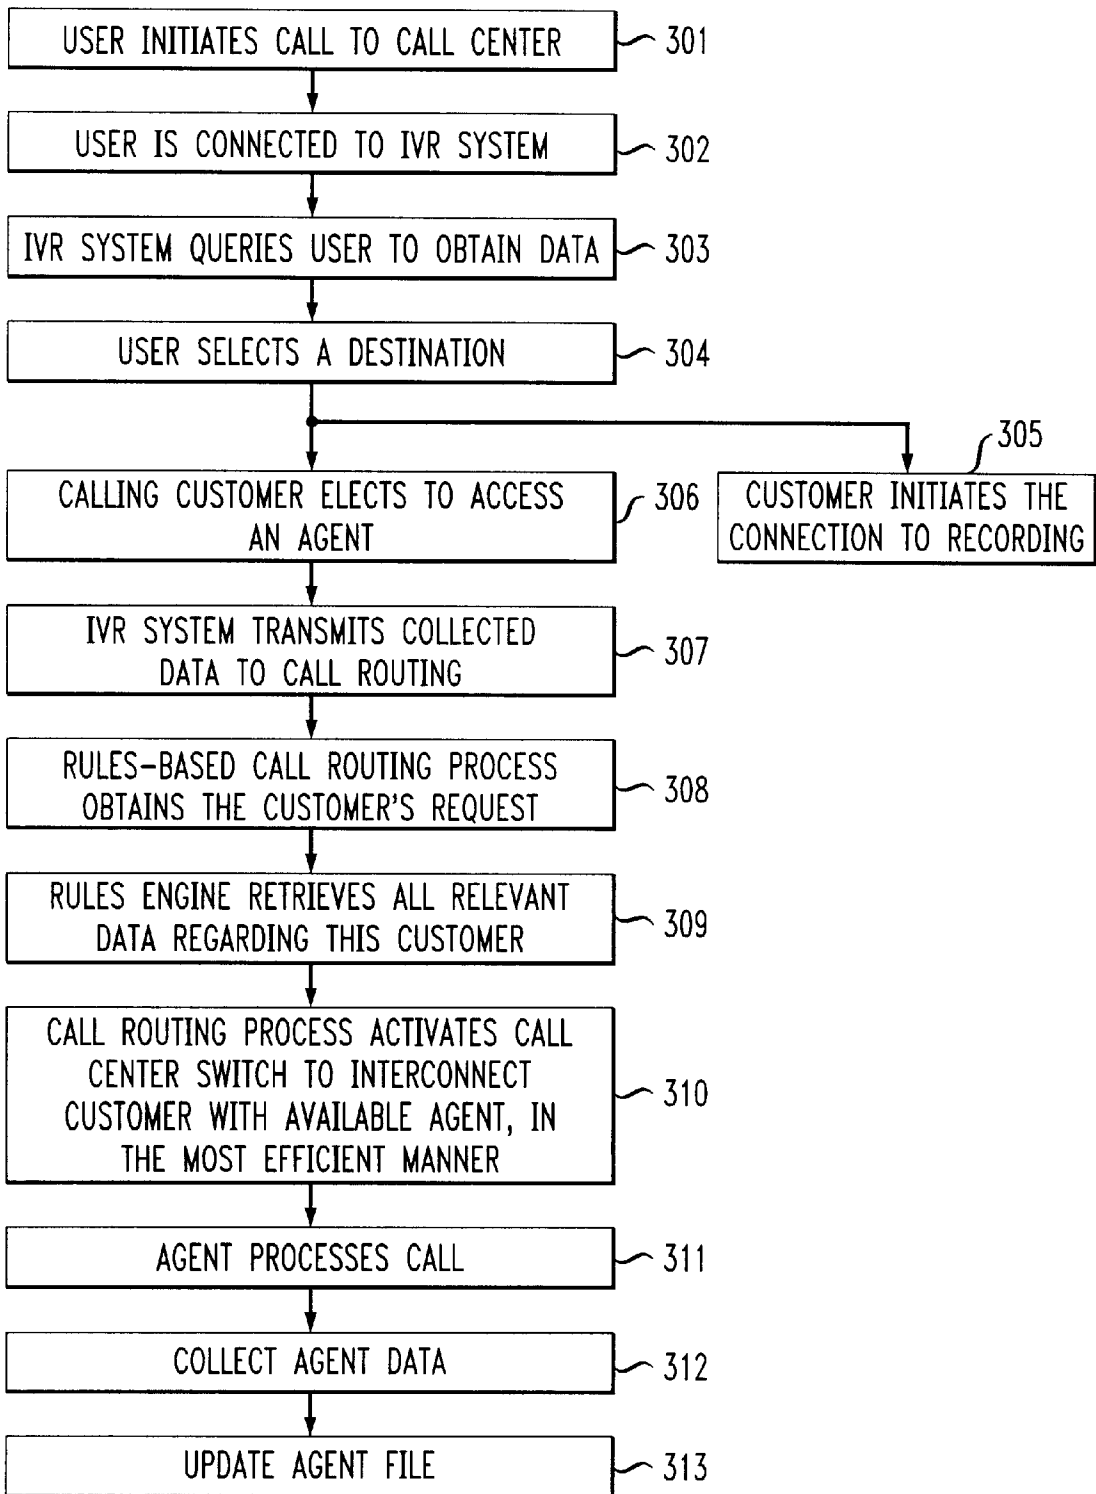 USER INITIATES CALL TO CALL CENTER
301
USER IS CONNECTED TO IVR SYSTEM
302
IVR SYSTEM QUERIES USER TO OBTAIN DATA
303
USER SELECTS A DESTINATION
304
305
CUSTOMER INITIATES THE
CONNECTION TO RECORDING
CALLING CUSTOMER ELECTS TO ACCESS
AN AGENT
306
IVR SYSTEM TRANSMITS COLLECTED
DATA TO CALL ROUTING
307
RULES-BASED CALL ROUTING PROCESS
OBTAINS THE CUSTOMER'S REQUEST
308
RULES ENGINE RETRIEVES ALL RELEVANT
DATA REGARDING THIS CUSTOMER
309
CALL ROUTING PROCESS ACTIVATES CALL
CENTER SWITCH TO INTERCONNECT
CUSTOMER WITH AVAILABLE AGENT, IN
THE MOST EFFICIENT MANNER
310
AGENT PROCESSES CALL
311
COLLECT AGENT DATA
312
UPDATE AGENT FILE
313